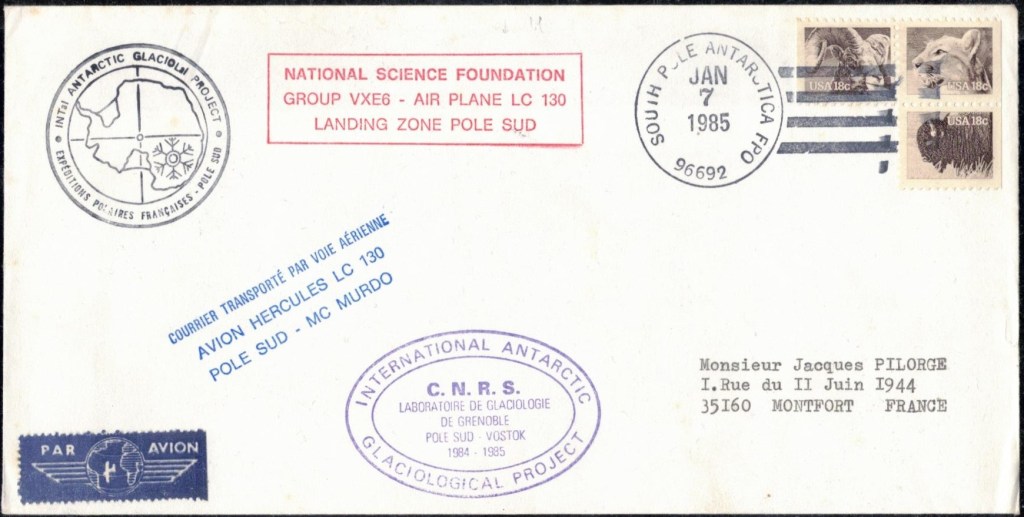 INTal ANTARCTIC GLACIOLal PROJECT
EXPÉDITIONS POLAIRES FRANÇAISES - POLE SUD
NATIONAL SCIENCE FOUNDATION
GROUP VXE6 - AIR PLANE LC 130
LANDING ZONE POLE SUD
SOUTH POLE ANTARCTICA FPO
JAN
7
1985
96692
USA 18c
USA 18c
USA 18c
COURRIER TRANSPORTÉ PAR VOIE AÉRIENNE
AVION HERCULES LC 130
POLE SUD - MC MURDO
INTERNATIONAL ANTARCTIC
C.N.R.S.
LABORATOIRE DE GLACIOLOGIE
DE GRENOBLE
POLE SUD - VOSTOK
1984 - 1985
GLACIOLOGICAL PROJECT
Monsieur Jacques PILORGE
I.Rue du II Juin I944
35I60 MONTFORT FRANCE
PAR AVION